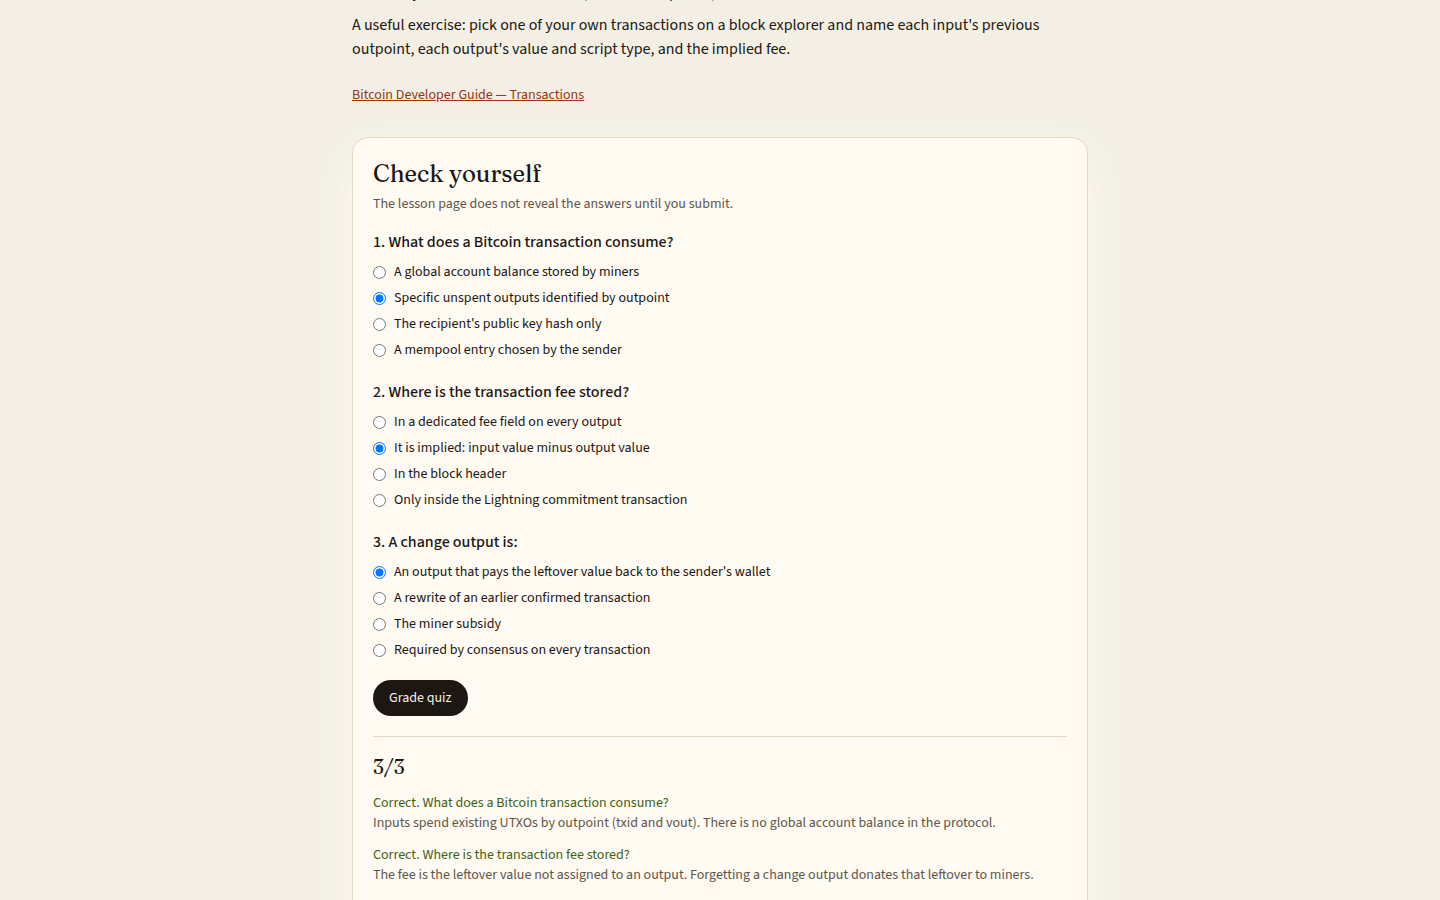 A useful exercise: pick one of your own transactions on a block explorer and name each input's previous
outpoint, each output's value and script type, and the implied fee.
Bitcoin Developer Guide — Transactions
Check yourself
The lesson page does not reveal the answers until you submit.
1. What does a Bitcoin transaction consume?
A global account balance stored by miners
Specific unspent outputs identified by outpoint
The recipient's public key hash only
A mempool entry chosen by the sender
2. Where is the transaction fee stored?
In a dedicated fee field on every output
It is implied: input value minus output value
In the block header
Only inside the Lightning commitment transaction
3. A change output is:
An output that pays the leftover value back to the sender's wallet
A rewrite of an earlier confirmed transaction
The miner subsidy
Required by consensus on every transaction
Grade quiz
3/3
Correct. What does a Bitcoin transaction consume?
Inputs spend existing UTXOs by outpoint (txid and vout). There is no global account balance in the protocol.
Correct. Where is the transaction fee stored?
The fee is the leftover value not assigned to an output. Forgetting a change output donates that leftover to miners.